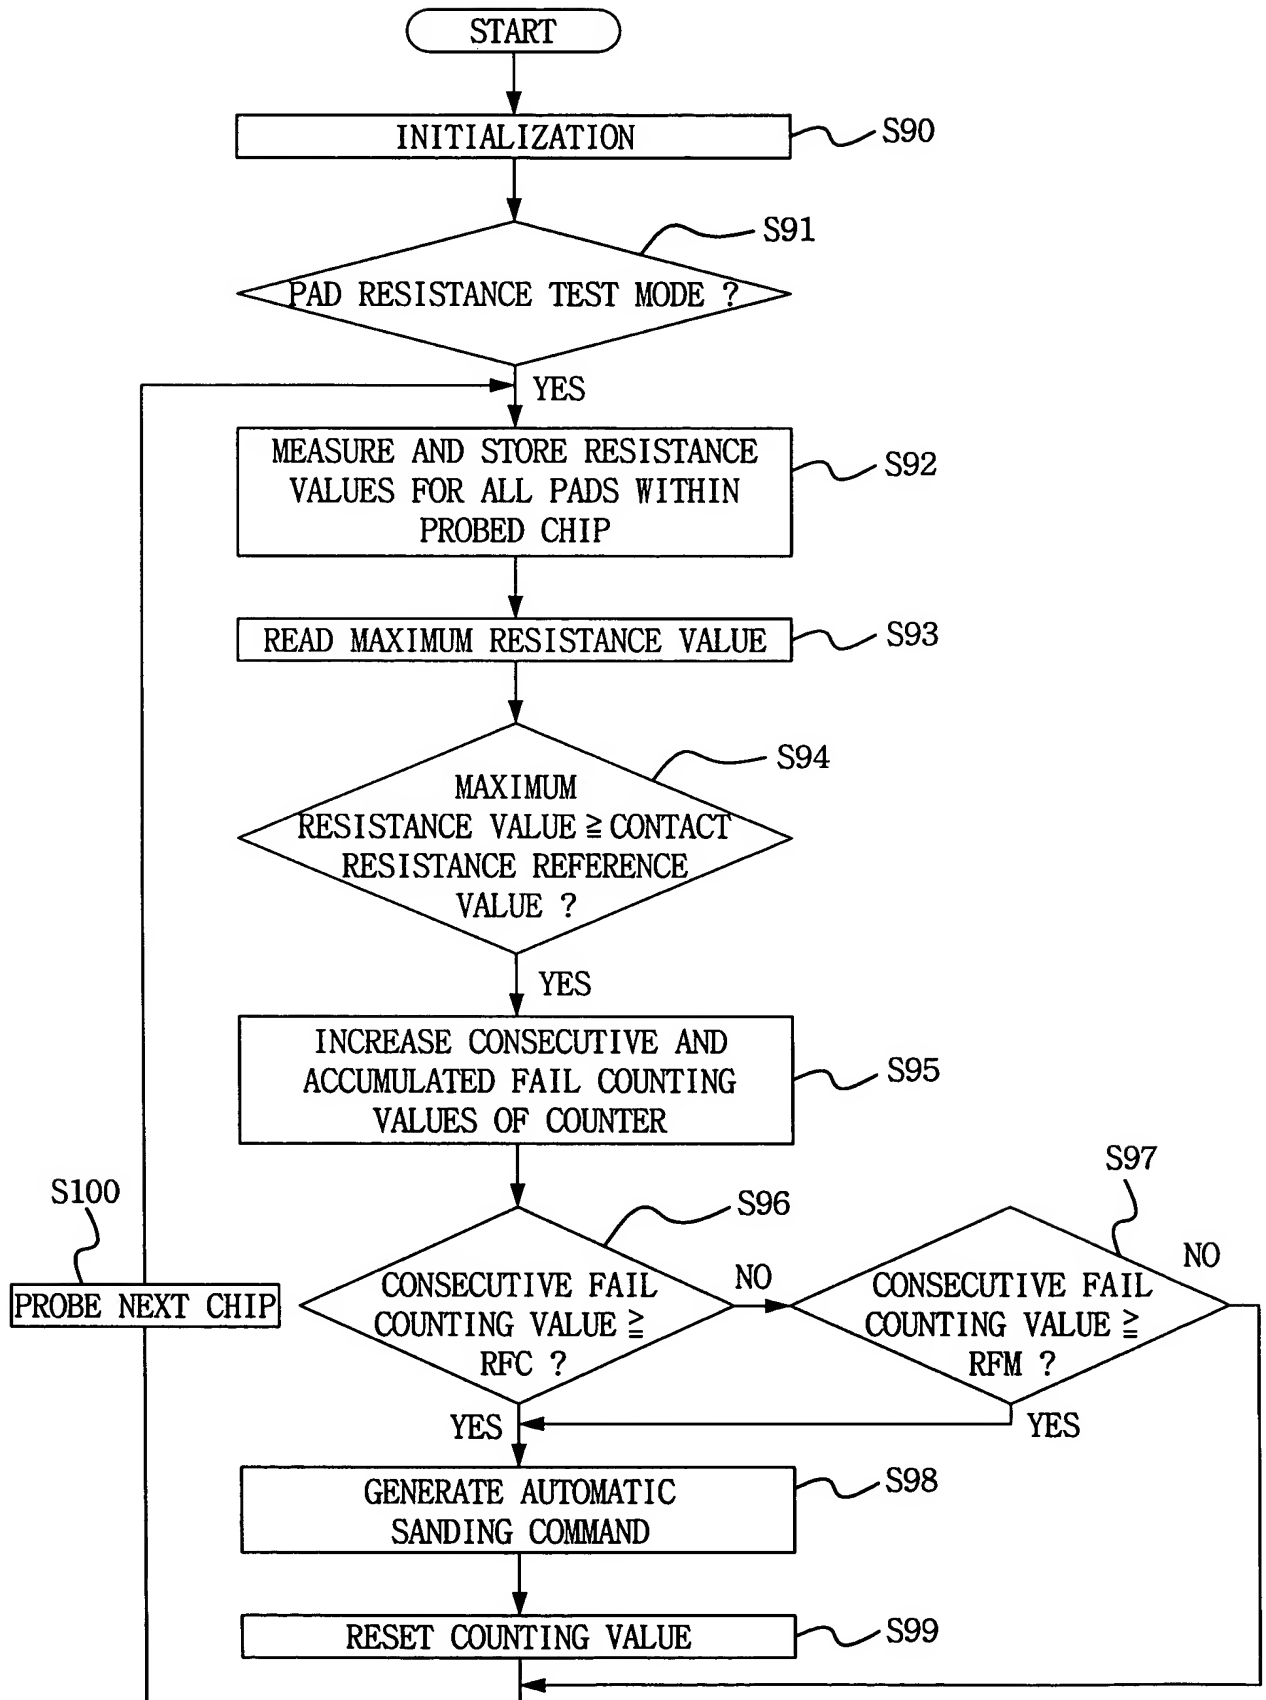 START
INITIALIZATION
S90
S91
PAD RESISTANCE TEST MODE ?
YES
MEASURE AND STORE RESISTANCE
VALUES FOR ALL PADS WITHIN
PROBED CHIP
S92
READ MAXIMUM RESISTANCE VALUE
S93
S94
MAXIMUM
RESISTANCE VALUE ≧ CONTACT
RESISTANCE REFERENCE
VALUE ?
YES
INCREASE CONSECUTIVE AND
ACCUMULATED FAIL COUNTING
VALUES OF COUNTER
S95
S100
PROBE NEXT CHIP
S96
CONSECUTIVE FAIL
COUNTING VALUE ≧
RFC ?
NO
S97
CONSECUTIVE FAIL
COUNTING VALUE ≧
RFM ?
NO
YES
YES
GENERATE AUTOMATIC
SANDING COMMAND
S98
RESET COUNTING VALUE
S99